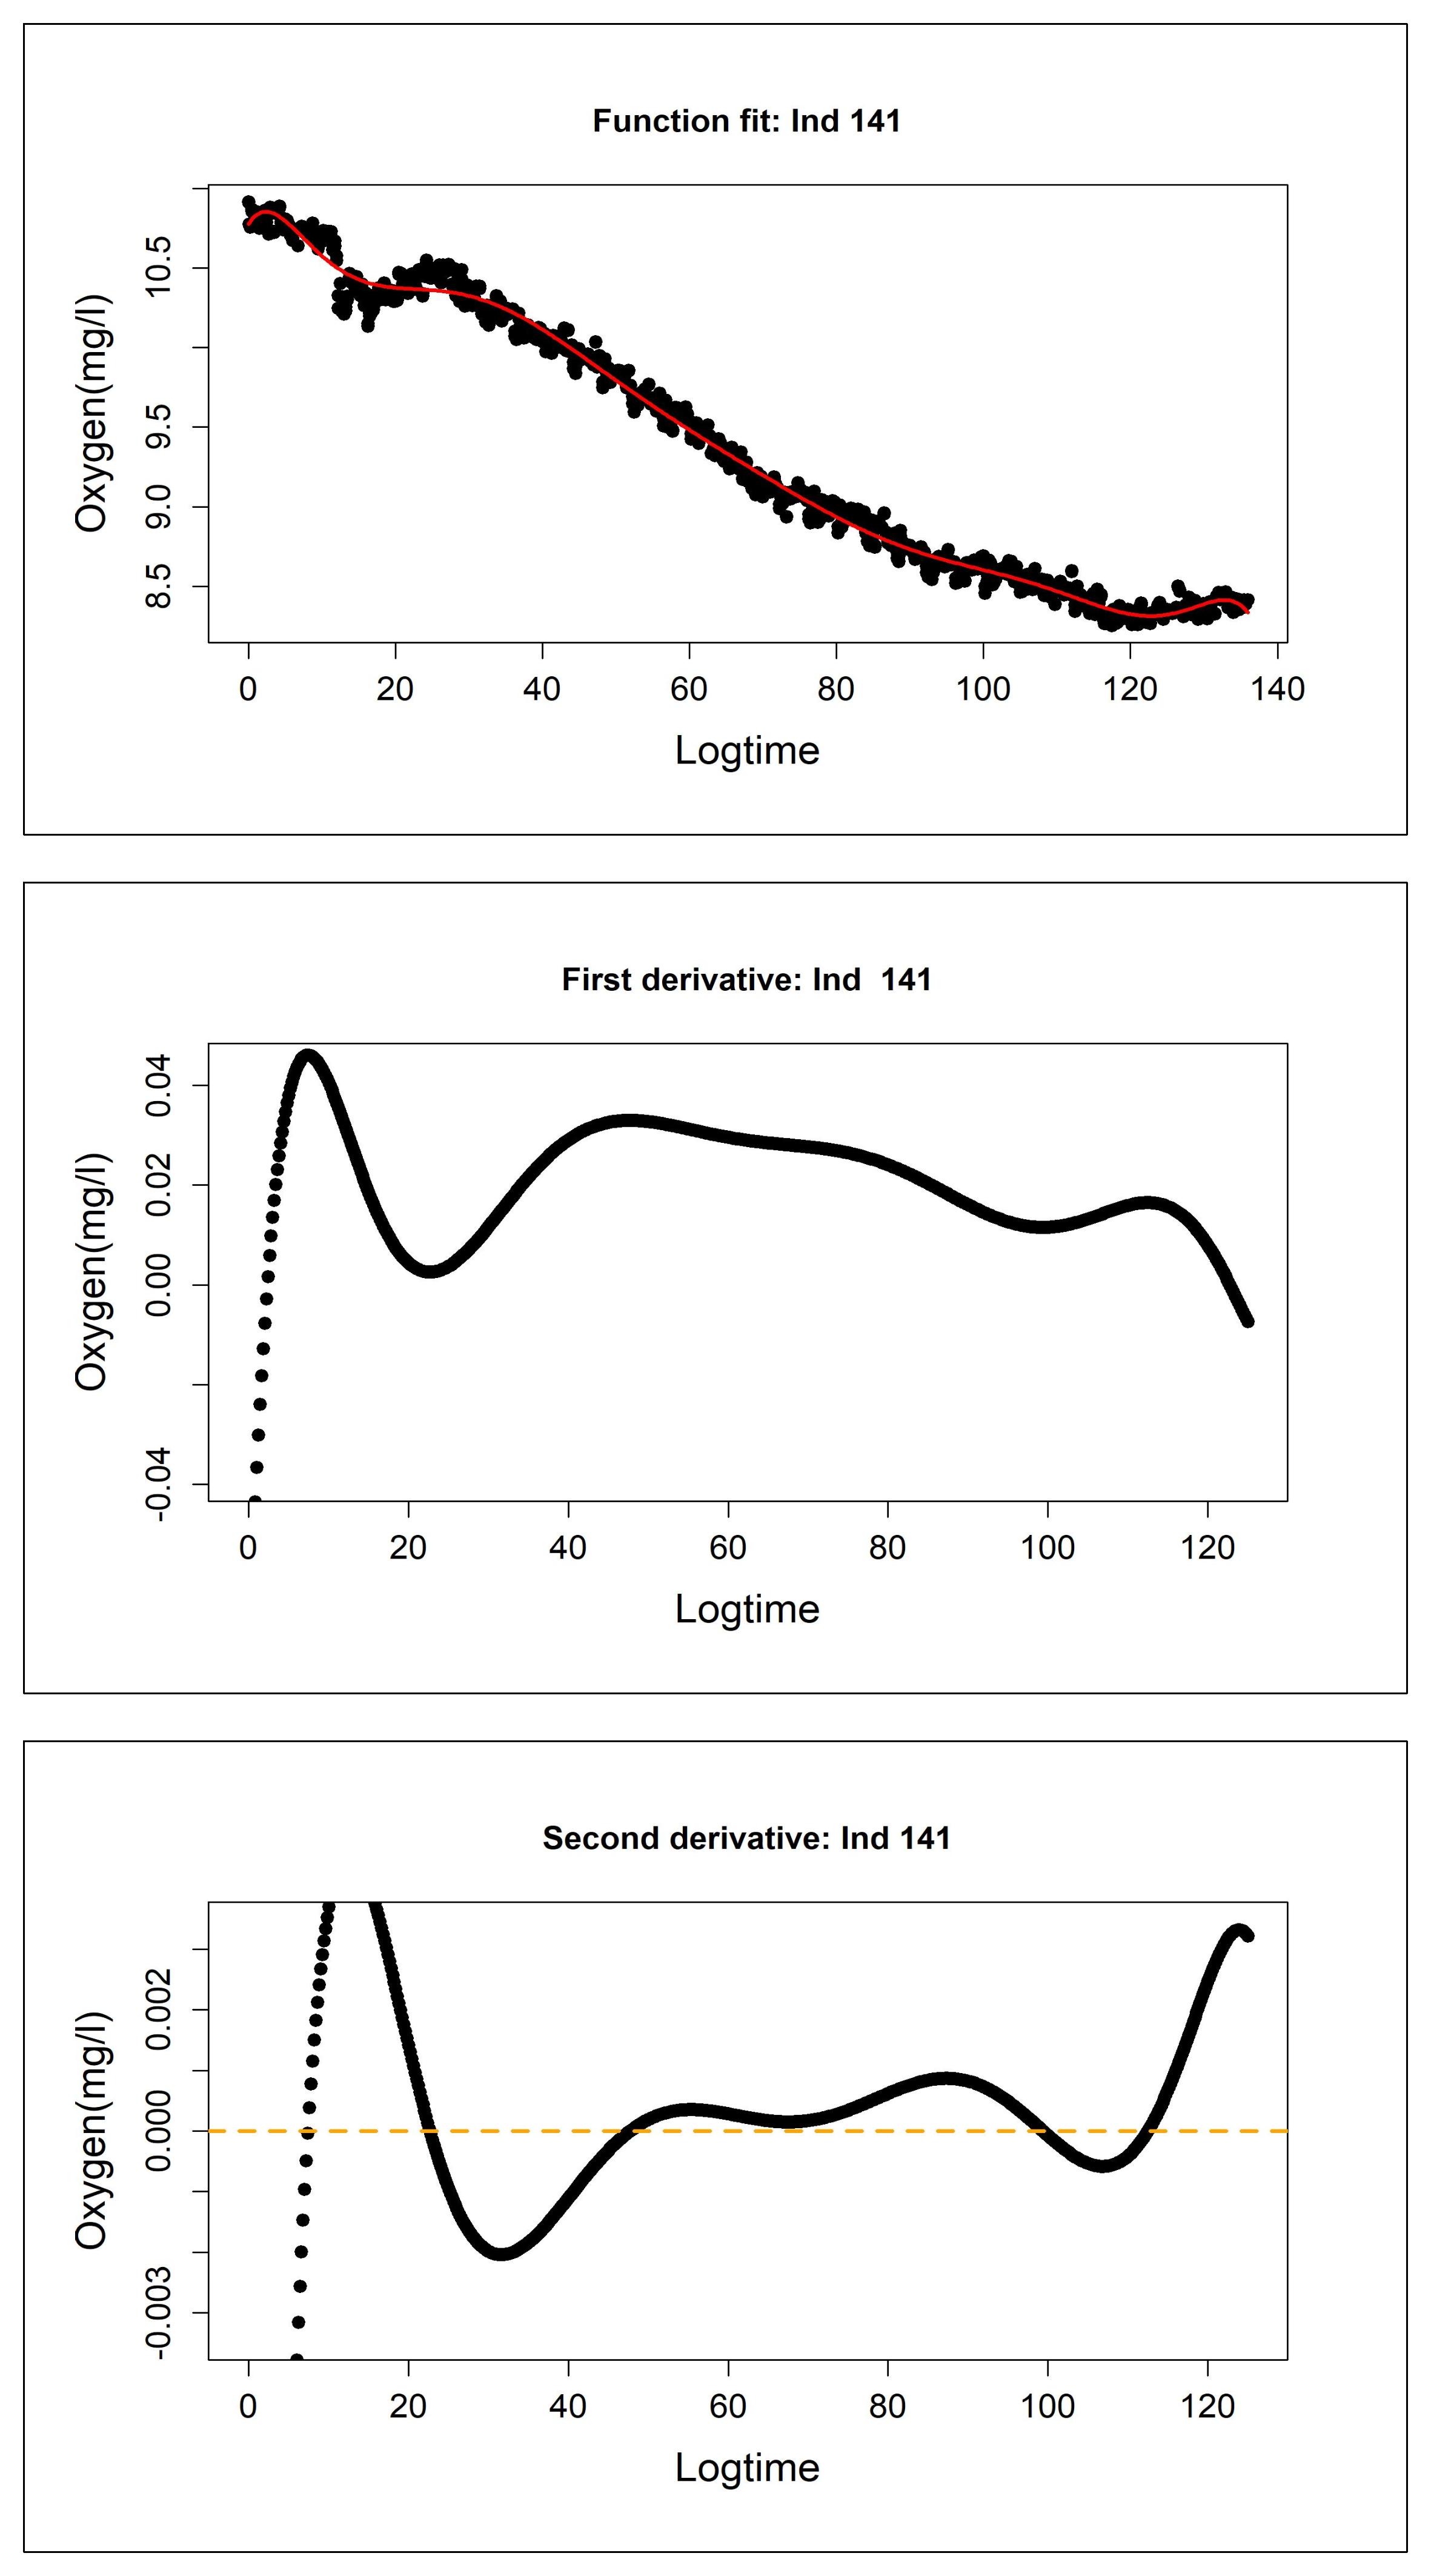 Function fit: Ind 141
Oxygen(mg/l)
10.5
9.5
9.0
8.5
0 20 40 60 80 100 120 140
Logtime
First derivative: Ind  141
Oxygen(mg/l)
0.04
0.02
0.00
-0.04
0 20 40 60 80 100 120
Logtime
Second derivative: Ind 141
Oxygen(mg/l)
0.002
0.000
-0.003
0 20 40 60 80 100 120
Logtime